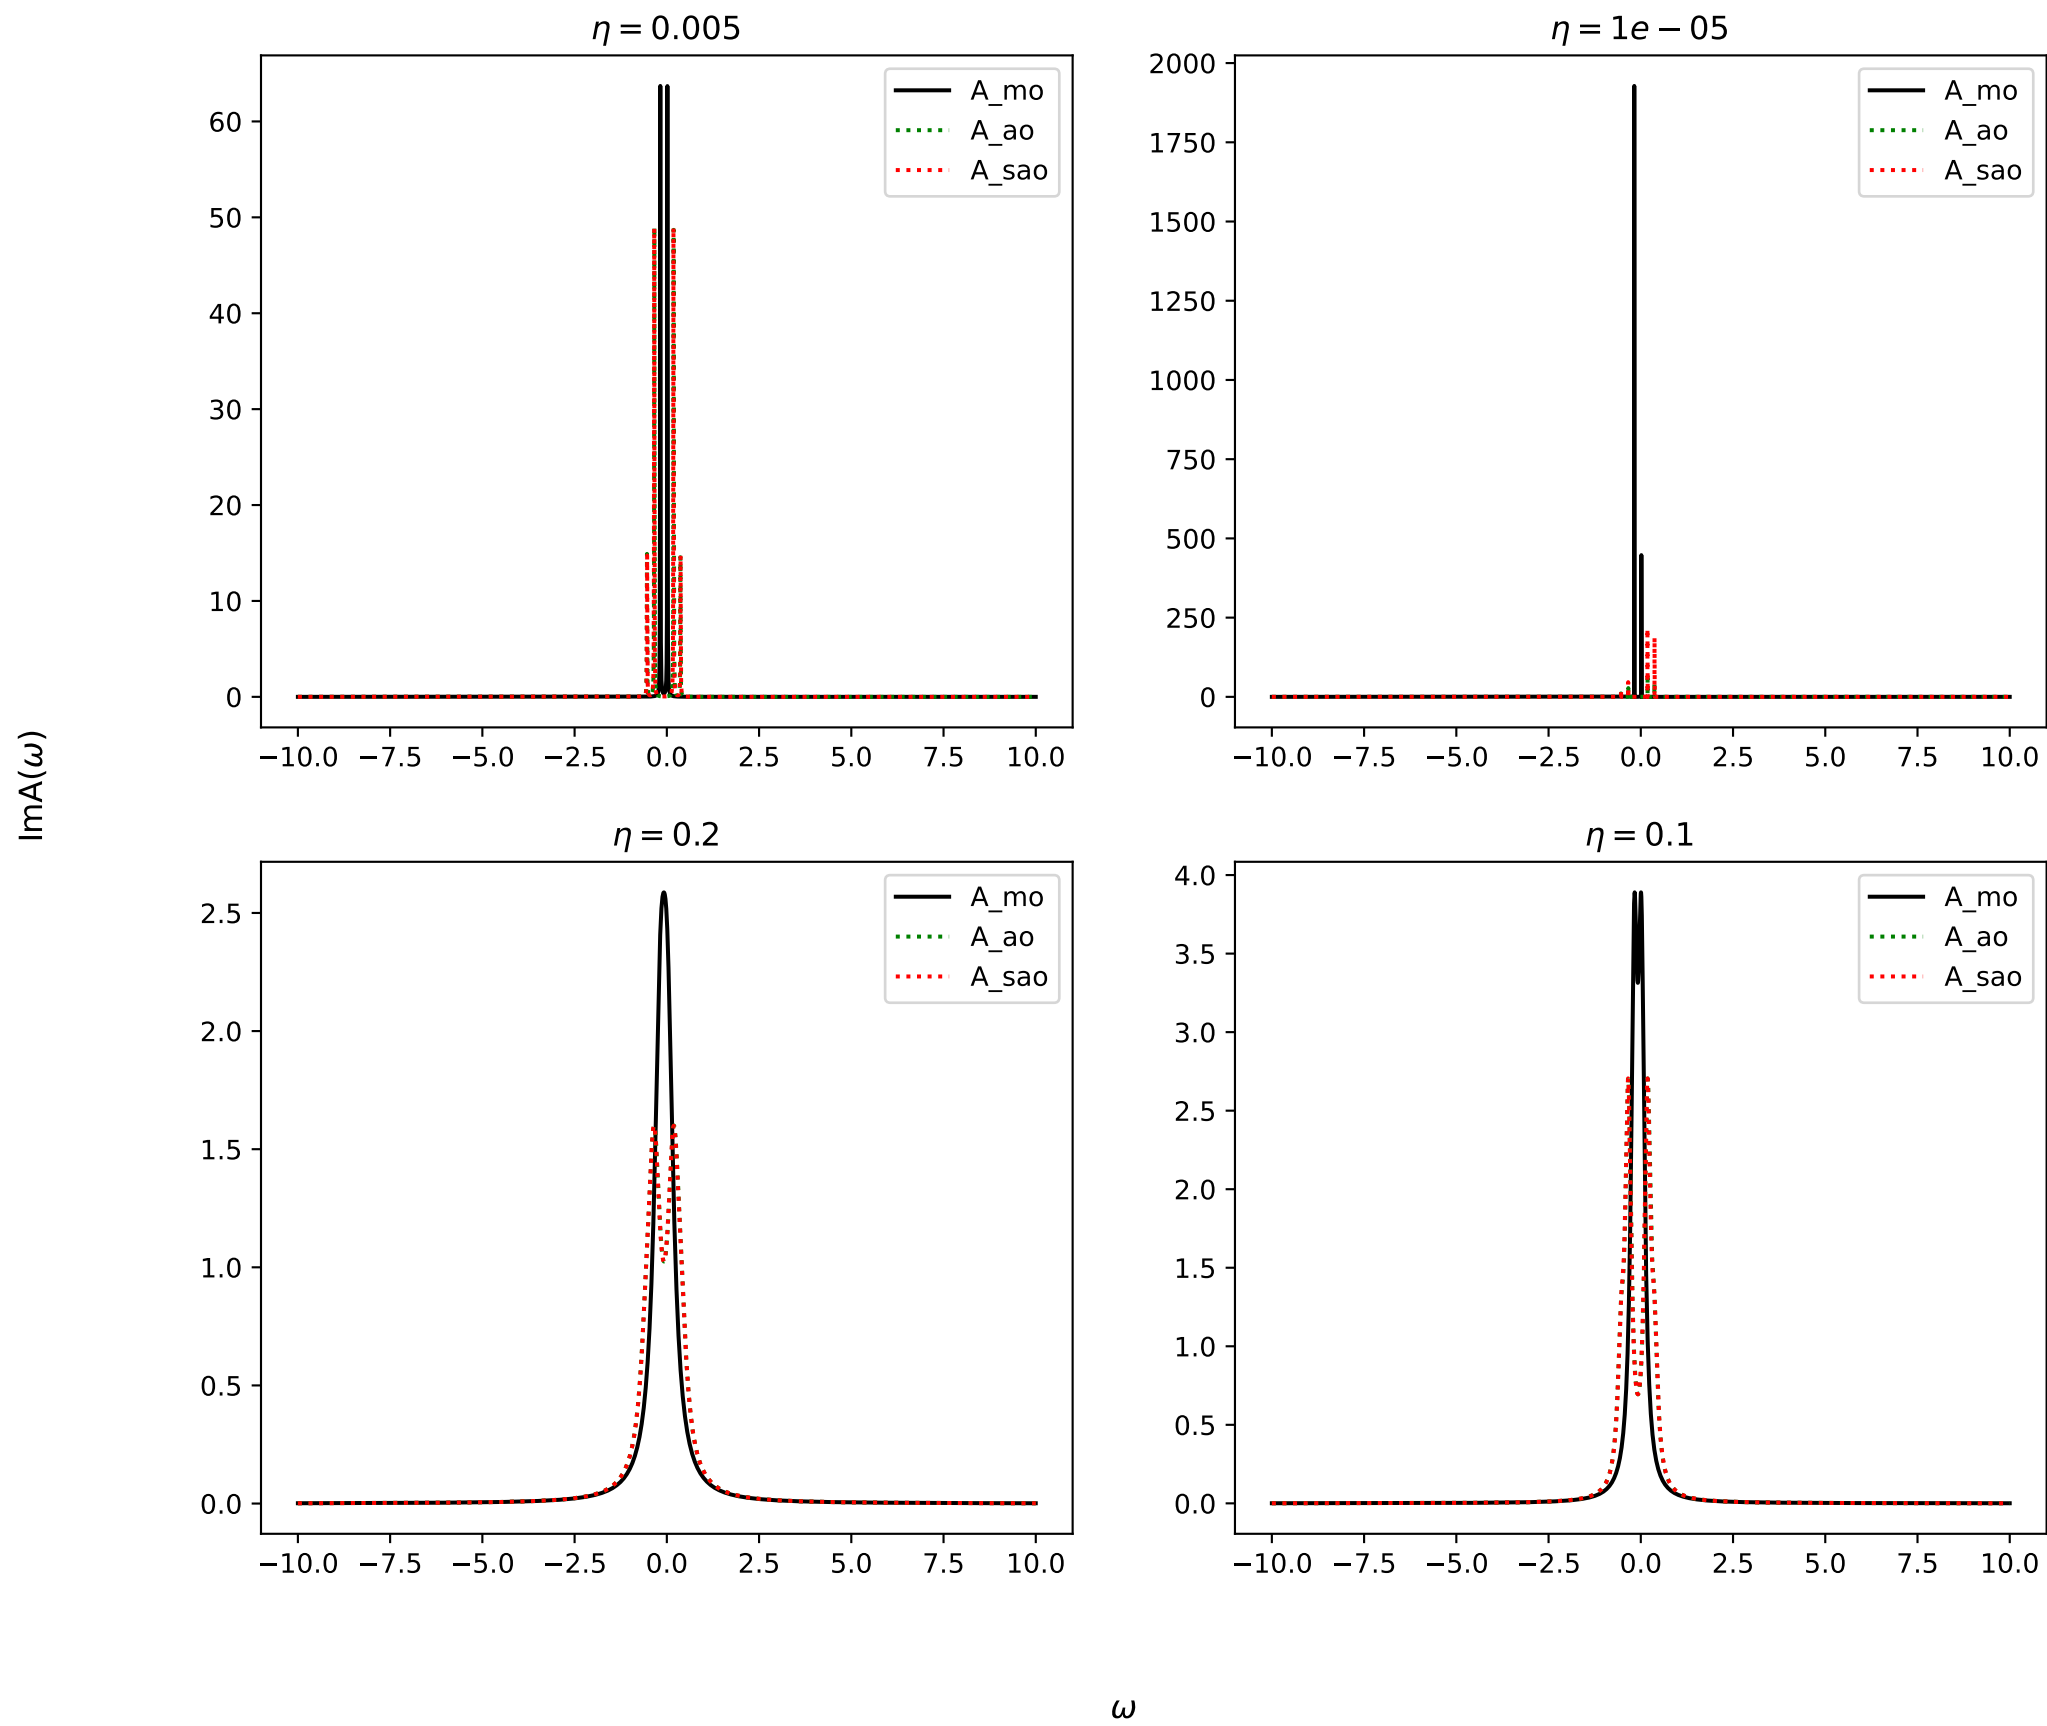 η = 0.005
60
50
40
30
20
10
0
−10.0 −7.5 −5.0 −2.5 0.0 2.5 5.0 7.5 10.0
A_mo
A_ao
A_sao
η = 1e − 05
2000
1750
1500
1250
1000
750
500
250
0
−10.0 −7.5 −5.0 −2.5 0.0 2.5 5.0 7.5 10.0
A_mo
A_ao
A_sao
ImA(ω)
η = 0.2
2.5
2.0
1.5
1.0
0.5
0.0
−10.0 −7.5 −5.0 −2.5 0.0 2.5 5.0 7.5 10.0
A_mo
A_ao
A_sao
η = 0.1
4.0
3.5
3.0
2.5
2.0
1.5
1.0
0.5
0.0
−10.0 −7.5 −5.0 −2.5 0.0 2.5 5.0 7.5 10.0
A_mo
A_ao
A_sao
ω